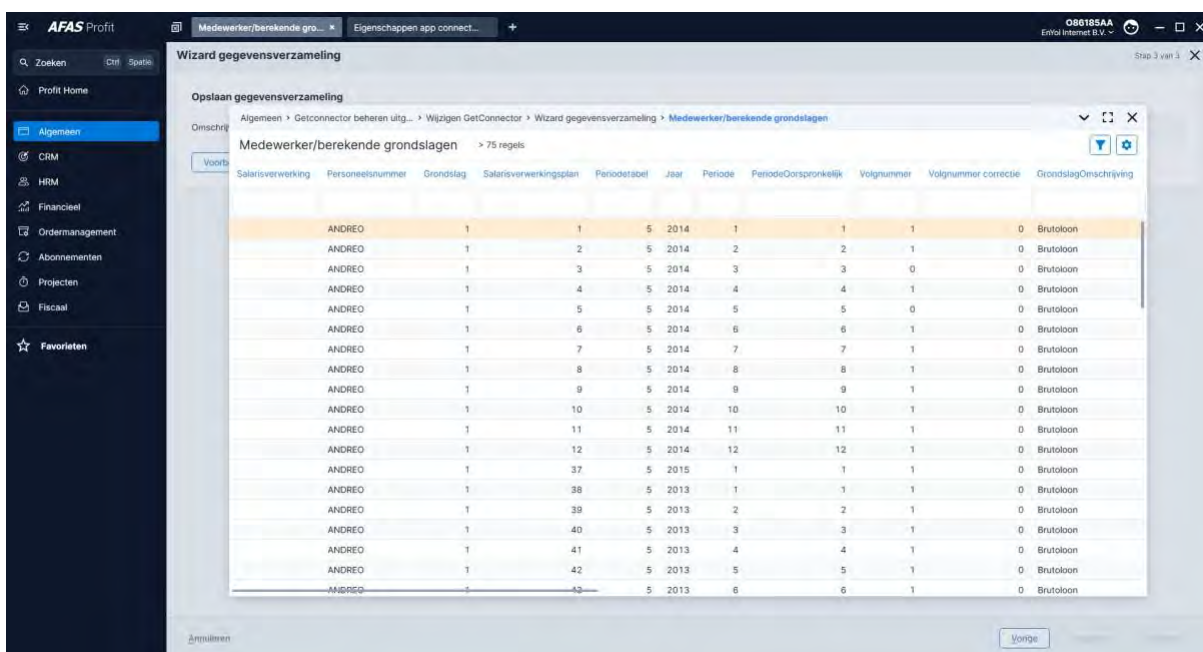 AFAS Profit
Medewerker/berekende gro... ×
Eigenschappen app connect...
+
O86185AA
EnYoi Internet B.V.
Zoeken Ctrl Spatie
Profit Home
Algemeen
CRM
HRM
Financieel
Ordermanagement
Abonnementen
Projecten
Fiscaal
Favorieten
Wizard gegevensverzameling
Stap 3 van 3
Opslaan gegevensverzameling
Algemeen > Getconnector beheren uitg... > Wijzigen GetConnector > Wizard gegevensverzameling > Medewerker/berekende grondslagen
Medewerker/berekende grondslagen > 75 regels
Salarisverwerking Personeelsnummer Grondslag Salarisverwerkingsplan Periodetabel Jaar Periode PeriodeOorspronkelijk Volgnummer Volgnummer correctie GrondslagOmschrijving
ANDREO 1 1 5 2014 1 1 1 0 Brutoloon
ANDREO 1 2 5 2014 2 2 1 0 Brutoloon
ANDREO 1 3 5 2014 3 3 0 0 Brutoloon
ANDREO 1 4 5 2014 4 4 1 0 Brutoloon
ANDREO 1 5 5 2014 5 5 0 0 Brutoloon
ANDREO 1 6 5 2014 6 6 1 0 Brutoloon
ANDREO 1 7 5 2014 7 7 1 0 Brutoloon
ANDREO 1 8 5 2014 8 8 1 0 Brutoloon
ANDREO 1 9 5 2014 9 9 1 0 Brutoloon
ANDREO 1 10 5 2014 10 10 1 0 Brutoloon
ANDREO 1 11 5 2014 11 11 1 0 Brutoloon
ANDREO 1 12 5 2014 12 12 1 0 Brutoloon
ANDREO 1 37 5 2015 1 1 1 0 Brutoloon
ANDREO 1 38 5 2013 1 1 1 0 Brutoloon
ANDREO 1 39 5 2013 2 2 1 0 Brutoloon
ANDREO 1 40 5 2013 3 3 1 0 Brutoloon
ANDREO 1 41 5 2013 4 4 1 0 Brutoloon
ANDREO 1 42 5 2013 5 5 1 0 Brutoloon
ANDREO 1 43 5 2013 6 6 1 0 Brutoloon
Annuleren
Vorige